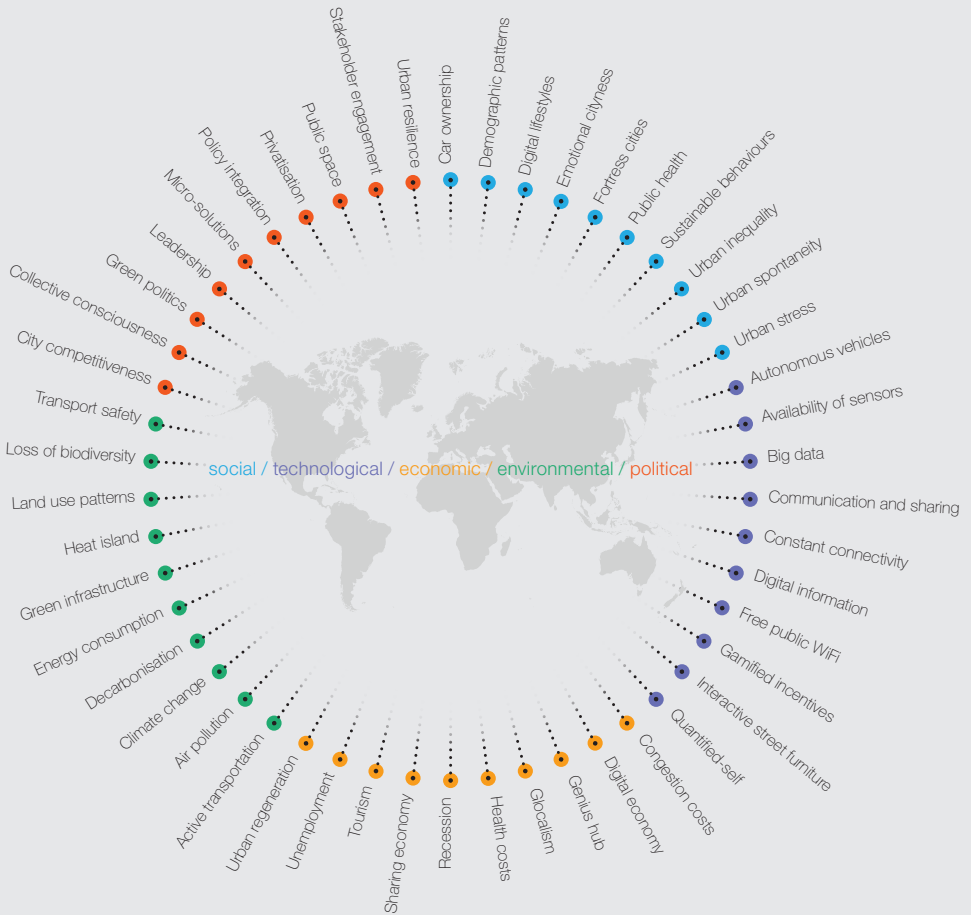 Car ownership
Demographic patterns
Digital lifestyles
Emotional cityness
Fortress cities
Public health
Sustainable behaviours
Urban inequality
Urban spontaneity
Urban stress
Autonomous vehicles
Availability of sensors
Big data
Communication and sharing
Constant connectivity
Digital information
Free public WiFi
Gamified incentives
Interactive street furniture
Quantified-self
Congestion costs
Digital economy
Genius hub
Glocalism
Health costs
Recession
Sharing economy
Tourism
Unemployment
Urban regeneration
Active transportation
Air pollution
Climate change
Decarbonisation
Energy consumption
Green infrastructure
Heat island
Land use patterns
Loss of biodiversity
Transport safety
City competitiveness
Collective consciousness
Green politics
Leadership
Micro-solutions
Policy integration
Privatisation
Public space
Stakeholder engagement
Urban resilience
social / technological / economic / environmental / political